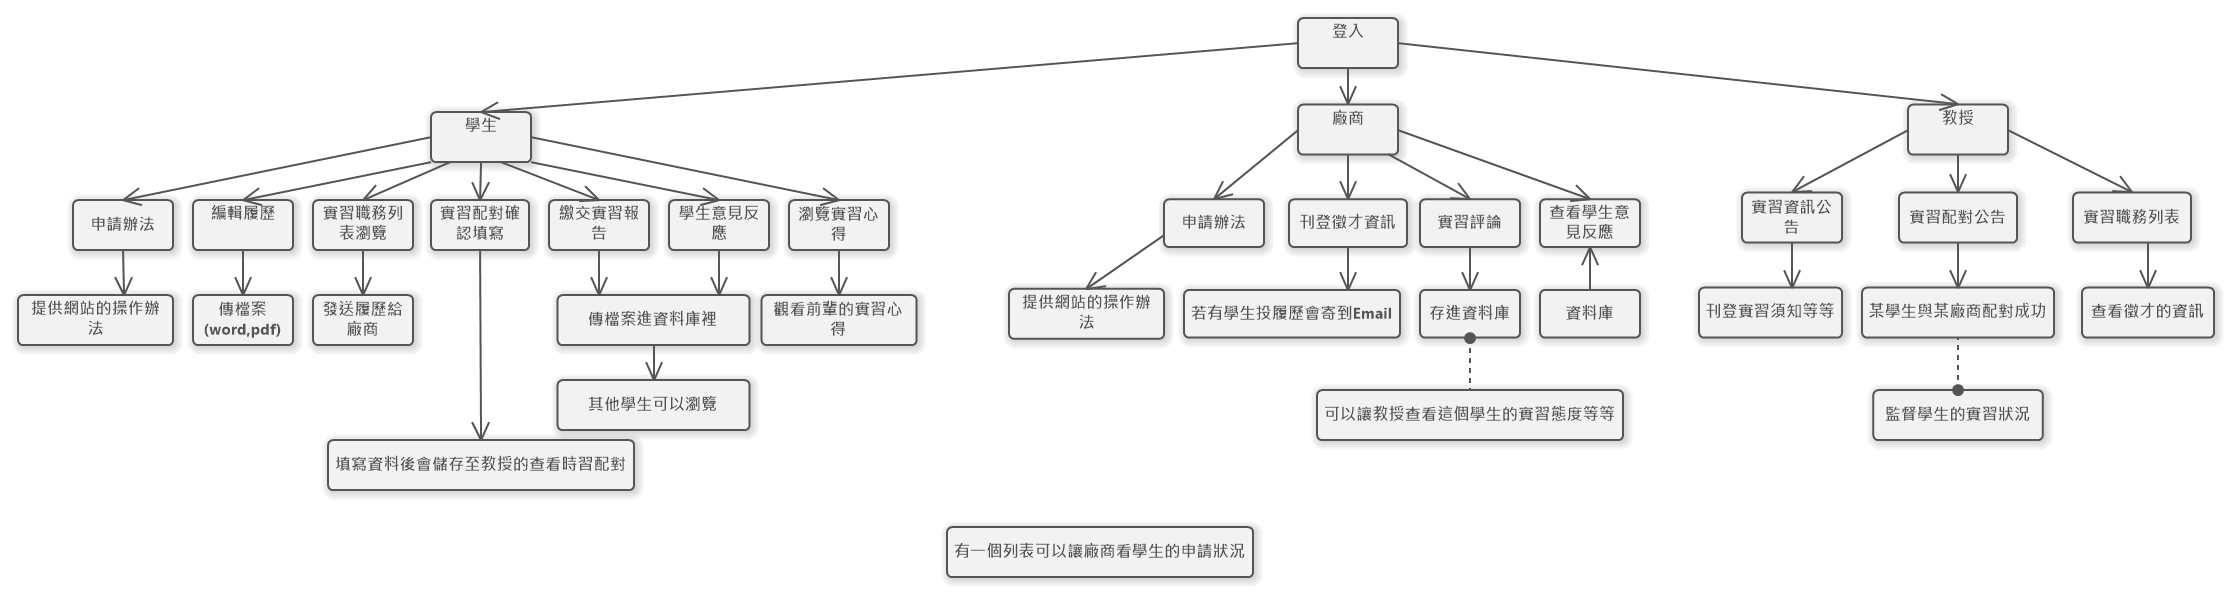 登入
學生
廠商
教授
申請辦法
編輯履歷
實習職務列
表瀏覽
實習配對確
認填寫
繳交實習報
告
學生意見反
應
瀏覽實習心
得
申請辦法
刊登徵才資訊
實習評論
查看學生意
見反應
實習資訊公
告
實習配對公告
實習職務列表
提供網站的操作辦
法
傳檔案
(word,pdf)
發送履歷給
廠商
傳檔案進資料庫裡
觀看前輩的實習心
得
提供網站的操作辦
法
若有學生投履歷會寄到Email
存進資料庫
資料庫
刊登實習須知等等
某學生與某廠商配對成功
查看徵才的資訊
其他學生可以瀏覽
可以讓教授查看這個學生的實習態度等等
監督學生的實習狀況
填寫資料後會儲存至教授的查看時習配對
有一個列表可以讓廠商看學生的申請狀況